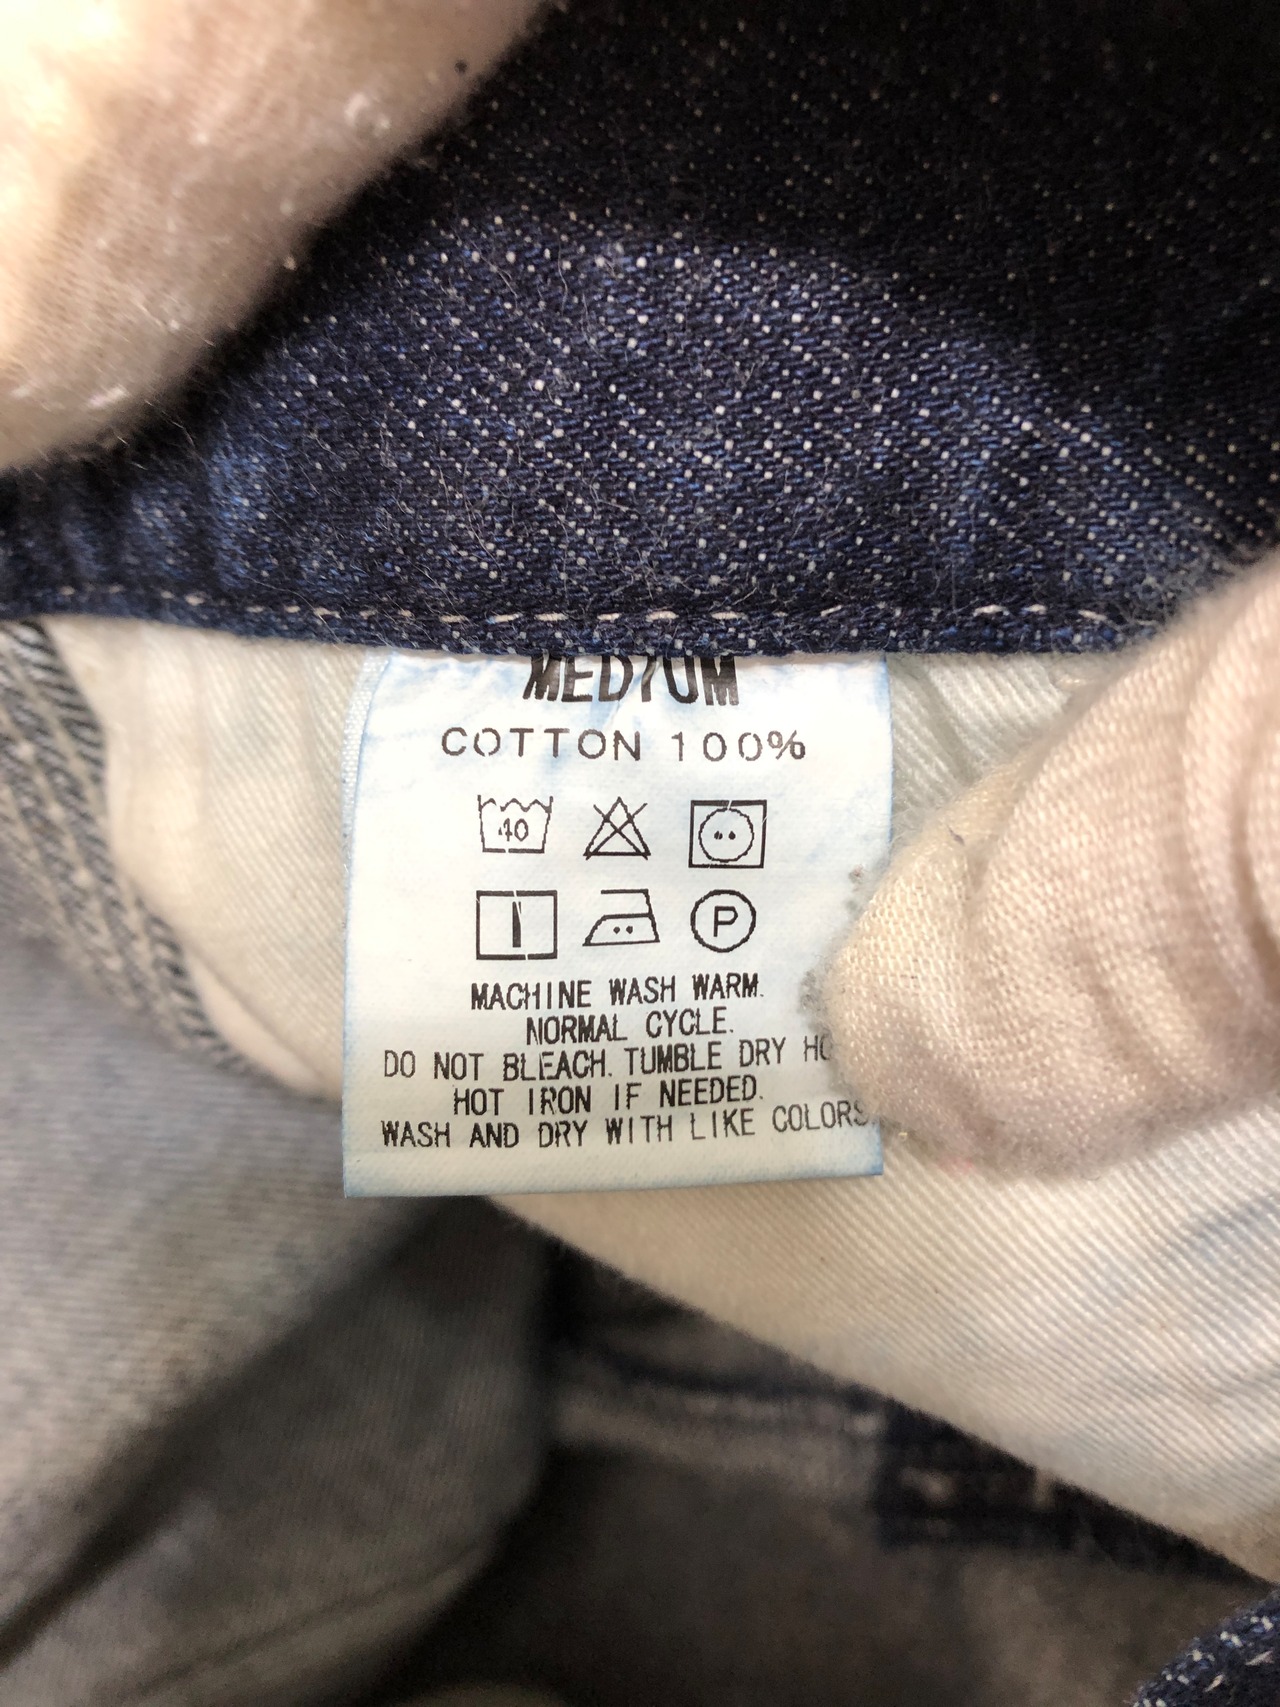 MEDIUM
COTTON 100%
40
P
MACHINE WASH WARM.
NORMAL CYCLE.
DO NOT BLEACH. TUMBLE DRY
HOT IRON IF NEEDED.
WASH AND DRY WITH LIKE COLORS.